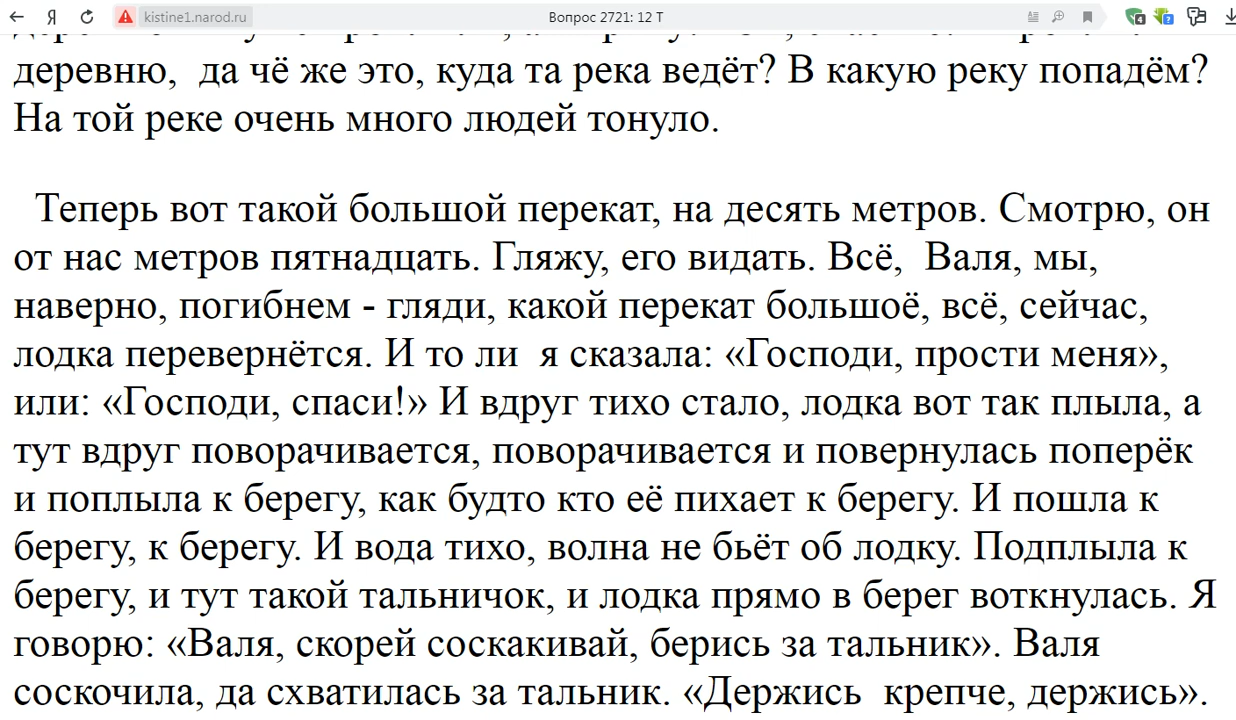 kistine1.narod.ru
Вопрос 2721: 12 Т
4
?
деревню,  да чё же это, куда та река ведёт? В какую реку попадём?
На той реке очень много людей тонуло.
Теперь вот такой большой перекат, на десять метров. Смотрю, он
от нас метров пятнадцать. Гляжу, его видать. Всё,  Валя, мы,
наверно, погибнем - гляди, какой перекат большоё, всё, сейчас,
лодка перевернётся. И то ли  я сказала: «Господи, прости меня»,
или: «Господи, спаси!» И вдруг тихо стало, лодка вот так плыла, а
тут вдруг поворачивается, поворачивается и повернулась поперёк
и поплыла к берегу, как будто кто её пихает к берегу. И пошла к
берегу, к берегу. И вода тихо, волна не бьёт об лодку. Подплыла к
берегу, и тут такой тальничок, и лодка прямо в берег воткнулась. Я
говорю: «Валя, скорей соскакивай, берись за тальник». Валя
соскочила, да схватилась за тальник. «Держись  крепче, держись».